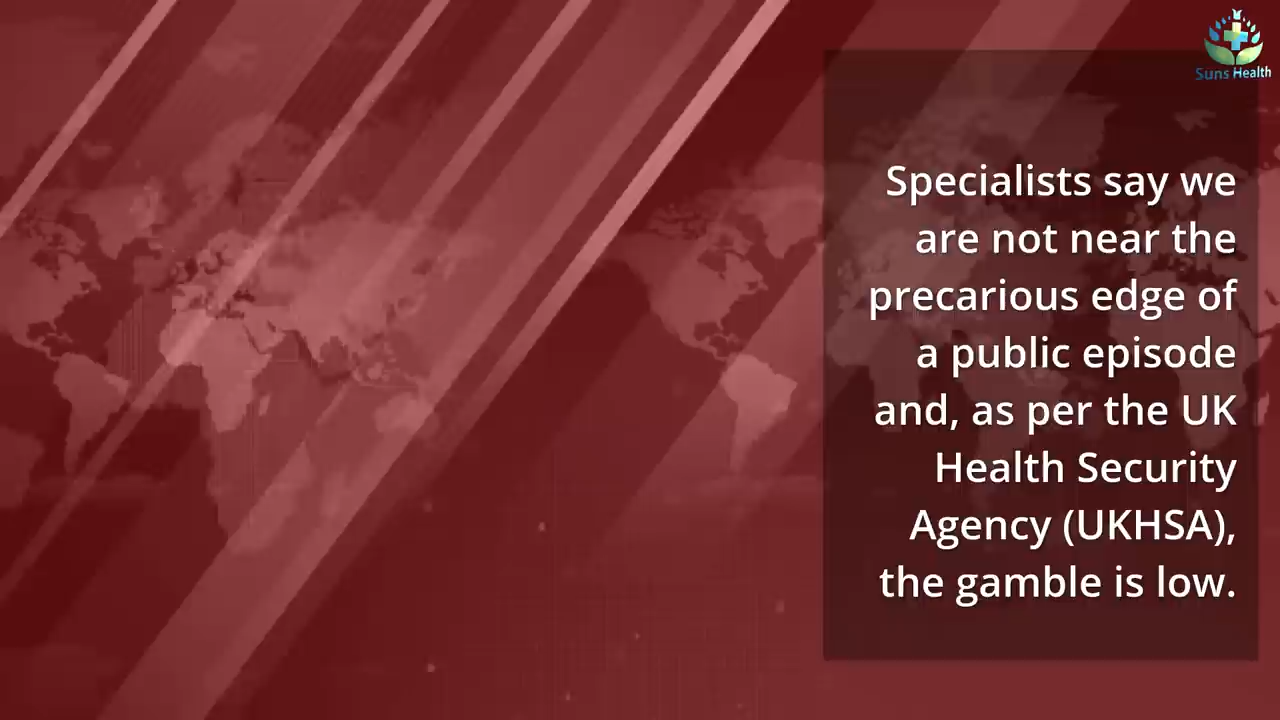 Suns Health
Specialists say we
are not near the
precarious edge of
a public episode
and, as per the UK
Health Security
Agency (UKHSA),
the gamble is low.